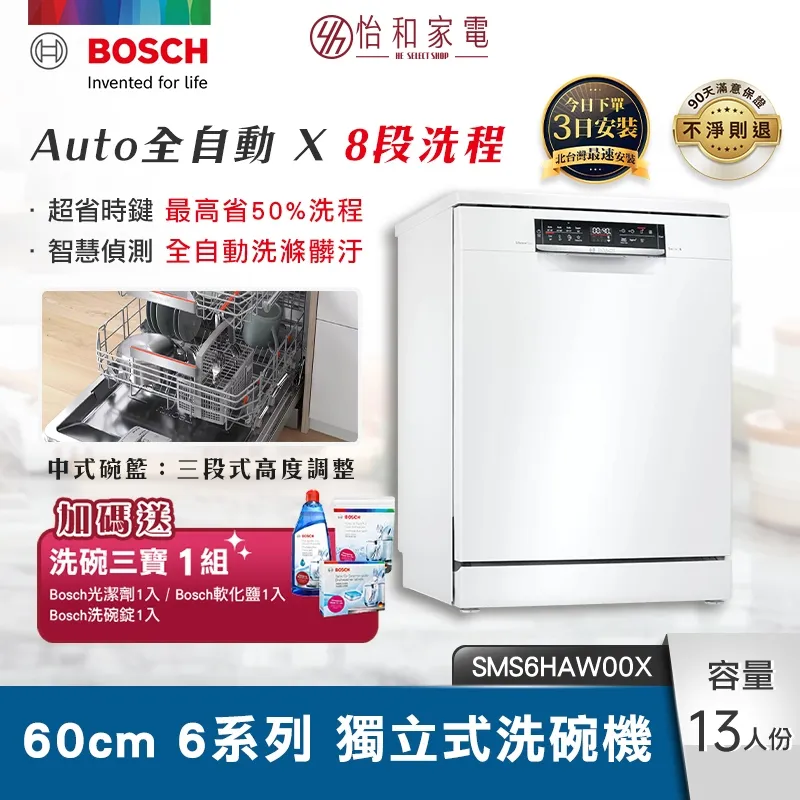 BOSCH
Invented for life
怡和家電
HE SELECT SHOP
今日下單
3日安裝
北台灣最速安裝
90天滿意保證
不淨則退
Auto全自動 X 8段洗程
· 超省時鍵 最高省50%洗程
· 智慧偵測 全自動洗滌髒汙
中式碗籃：三段式高度調整
加碼送
洗碗三寶 1組
Bosch光潔劑1入 / Bosch軟化鹽1入
Bosch洗碗錠1入
BOSCH
BOSCH
BOSCH
SMS6HAW00X
60cm 6系列 獨立式洗碗機
容量
13人份